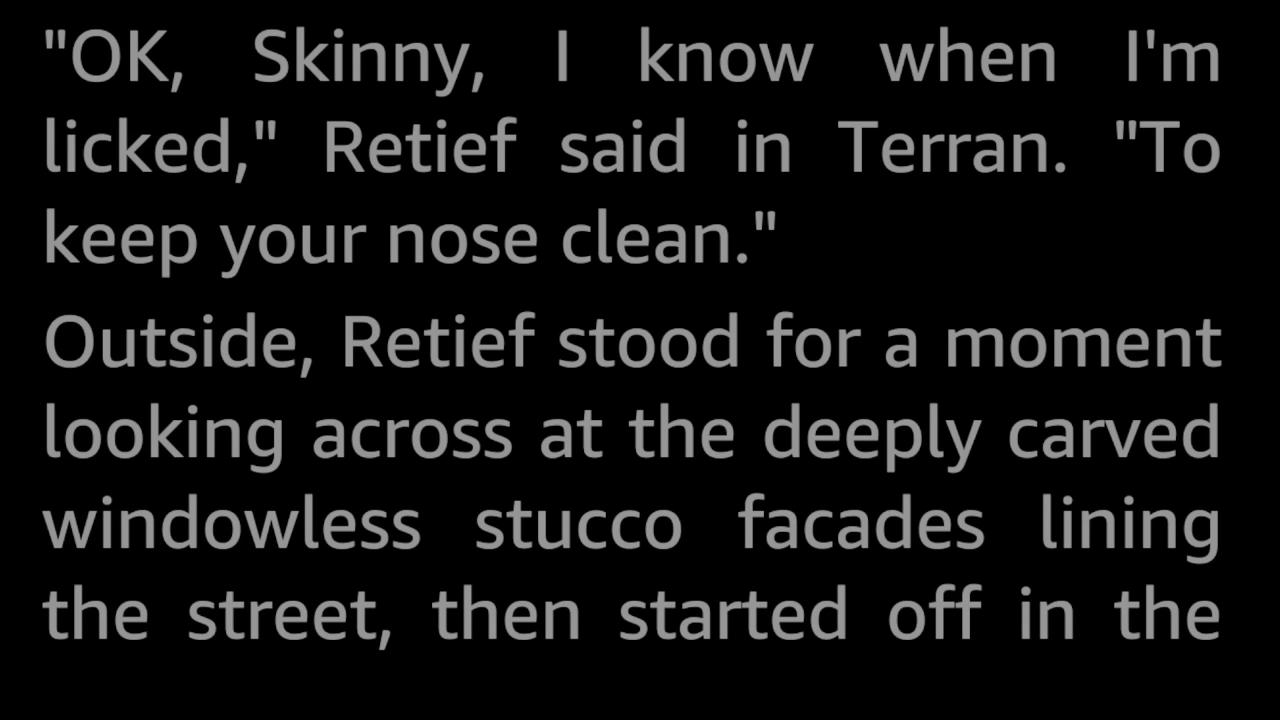 "OK, Skinny, I know when I'm
licked," Retief said in Terran. "To
keep your nose clean."
Outside, Retief stood for a moment
looking across at the deeply carved
windowless stucco facades lining
the street, then started off in the